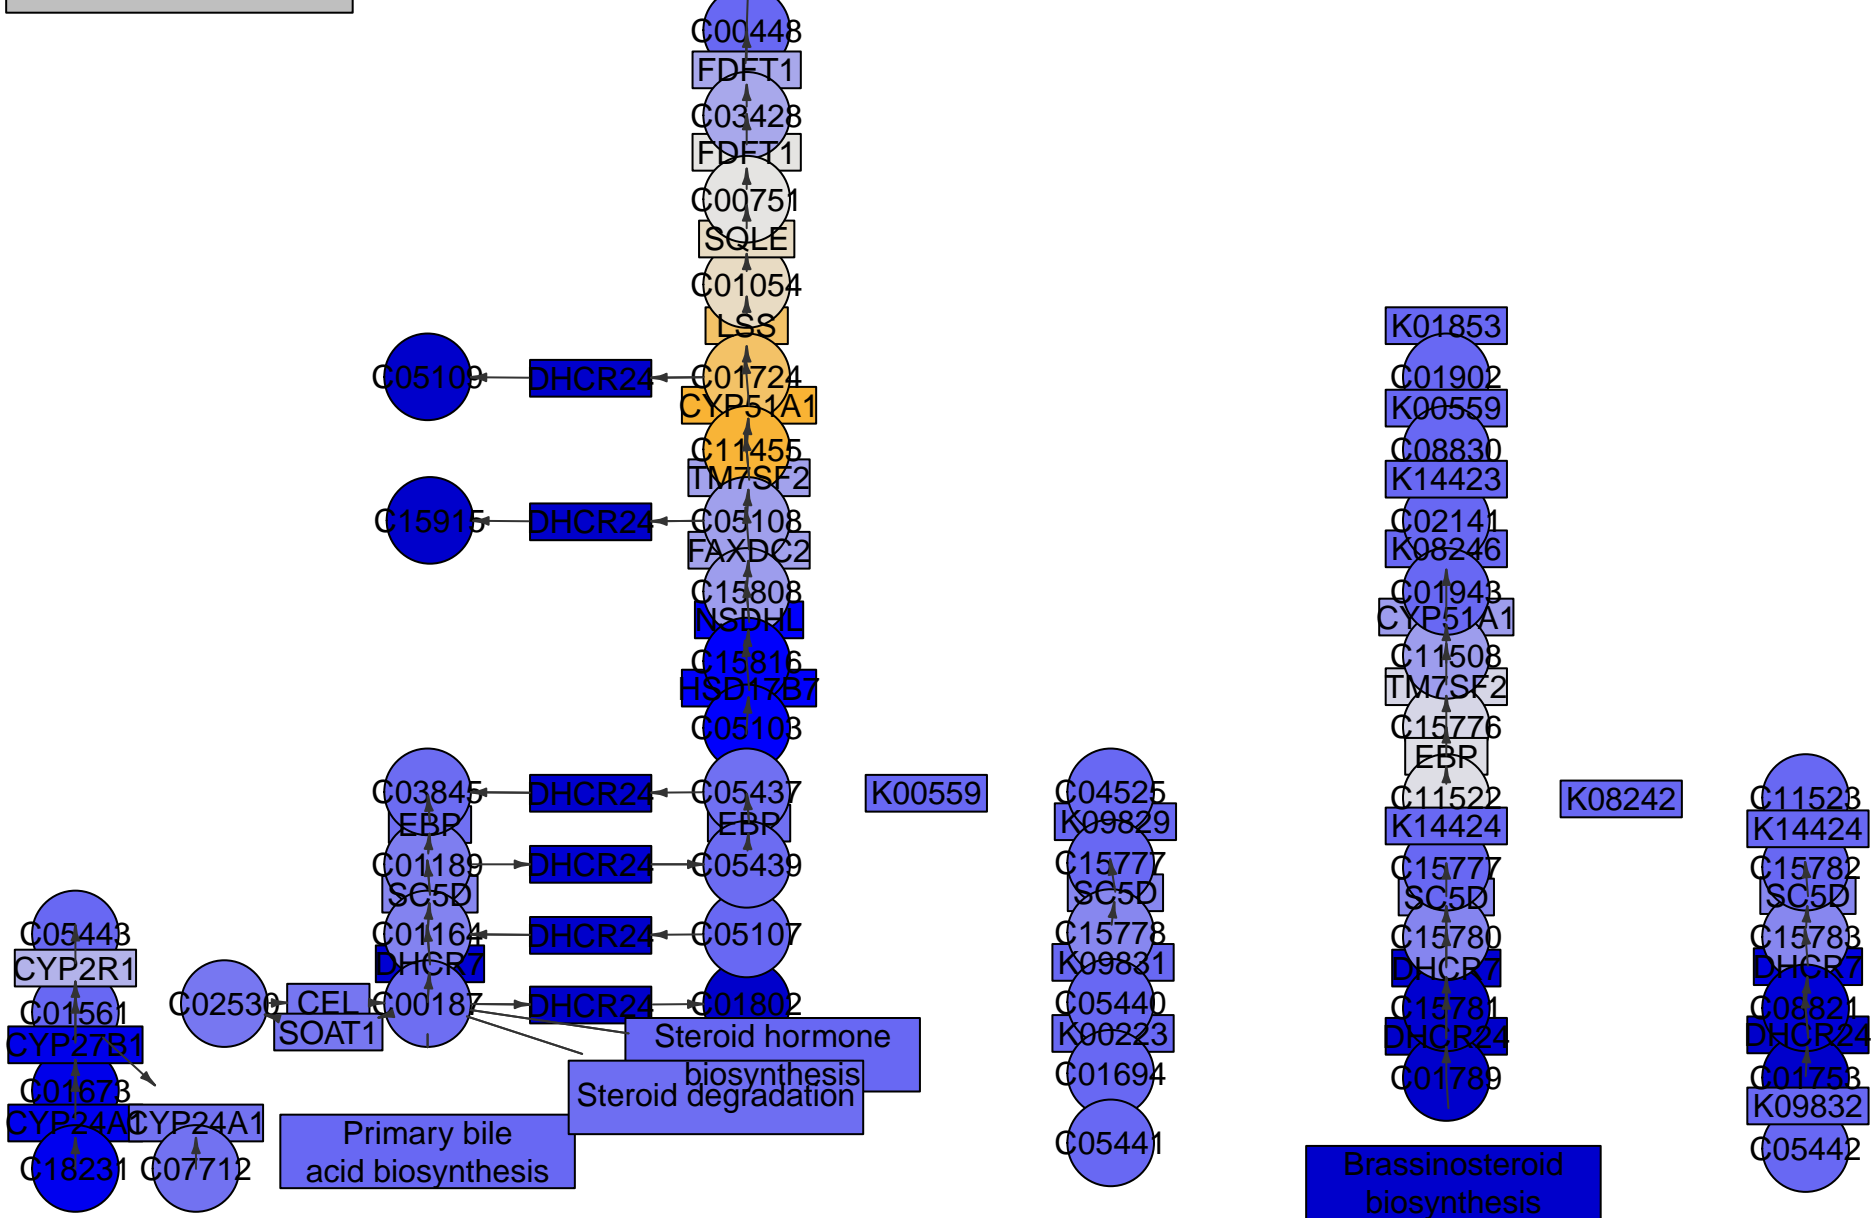 C00448
FDFT1
C03428
FDFT1
C00751
SQLE
C01054
LSS
C05109
DHCR24
C01724
CYP51A1
C11455
TM7SF2
C15915
DHCR24
C05108
FAXDC2
C15808
NSDHL
C15816
HSD17B7
C05103
C03845
DHCR24
C05437
EBP
EBP
C01189
DHCR24
C05439
SC5D
C01164
DHCR24
C05107
DHCR7
C02530
CEL
SOAT1
C00187
DHCR24
C01802
C05443
CYP2R1
C01561
CYP27B1
C01673
CYP24A1
CYP24A1
C18231
C07712
Steroid hormone
biosynthesis
Steroid degradation
Primary bile
acid biosynthesis
K00559
C04525
K09829
C15777
SC5D
C15778
K09831
C05440
K00223
C01694
C05441
K01853
C01902
K00559
C08830
K14423
C02141
K08246
C01943
CYP51A1
C11508
TM7SF2
C15776
EBP
C11522
K14424
C15777
SC5D
C15780
DHCR7
C15781
DHCR24
C01789
Brassinosteroid
biosynthesis
K08242
C11523
K14424
C15782
SC5D
C15783
DHCR7
C08821
DHCR24
C01753
K09832
C05442